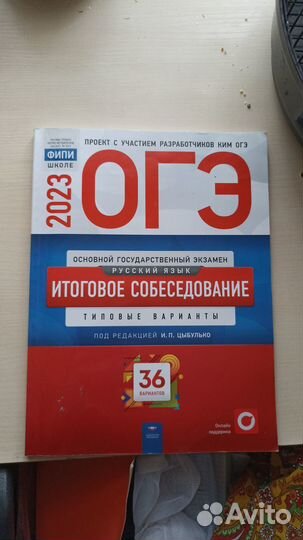 ПРОЕКТ С УЧАСТИЕМ РАЗРАБОТЧИКОВ КИМ ОГЭ
ФИПИ
ШКОЛЕ
2023
ОГЭ
ОСНОВНОЙ ГОСУДАРСТВЕННЫЙ ЭКЗАМЕН
РУССКИЙ ЯЗЫК
ИТОГОВОЕ СОБЕСЕДОВАНИЕ
ТИПОВЫЕ ВАРИАНТЫ
ПОД РЕДАКЦИЕЙ И.П. ЦЫБУЛЬКО
36
ВАРИАНТОВ
Онлайн
поддержка
Avito